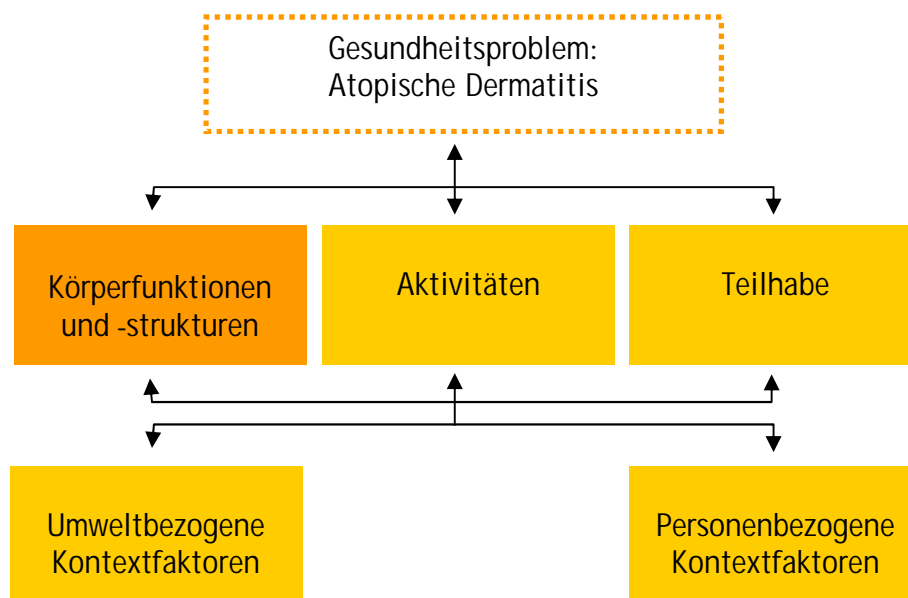 Gesundheitsproblem:
Atopische Dermatitis
Körperfunktionen
und -strukturen
Aktivitäten
Teilhabe
Umweltbezogene
Kontextfaktoren
Personenbezogene
Kontextfaktoren